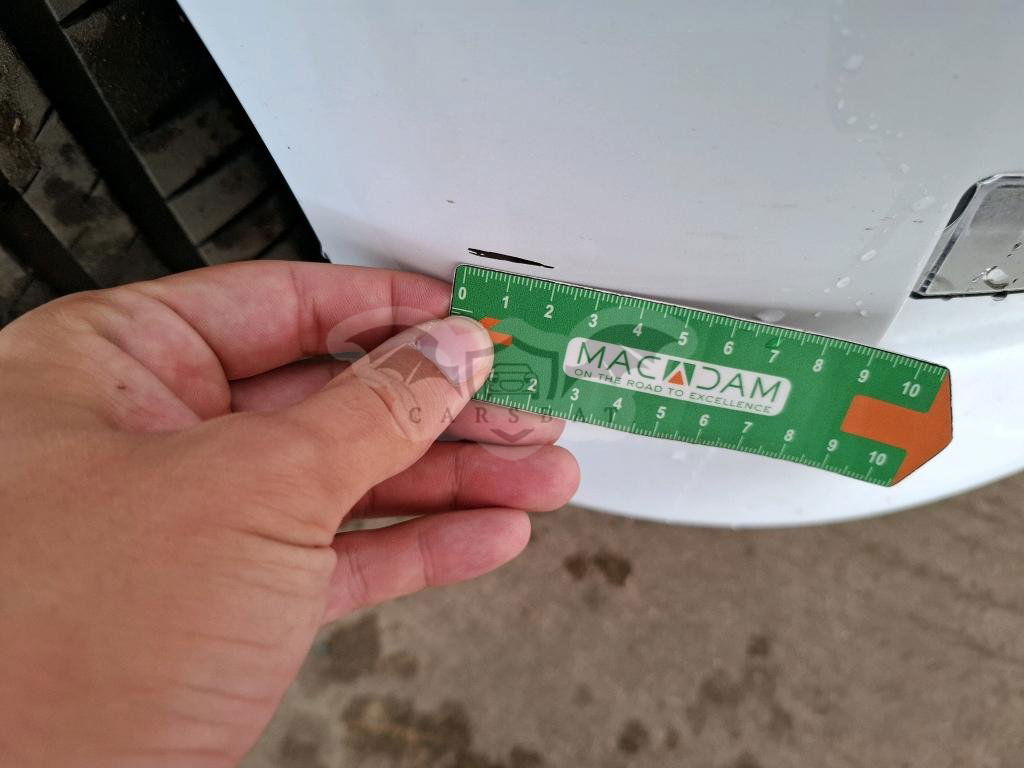 0 1 2 3 4 5 6 7 8 9 10
MACADAM
ON THE ROAD TO EXCELLENCE
2 3 4 5 6 7 8 9 10
CARSDAT